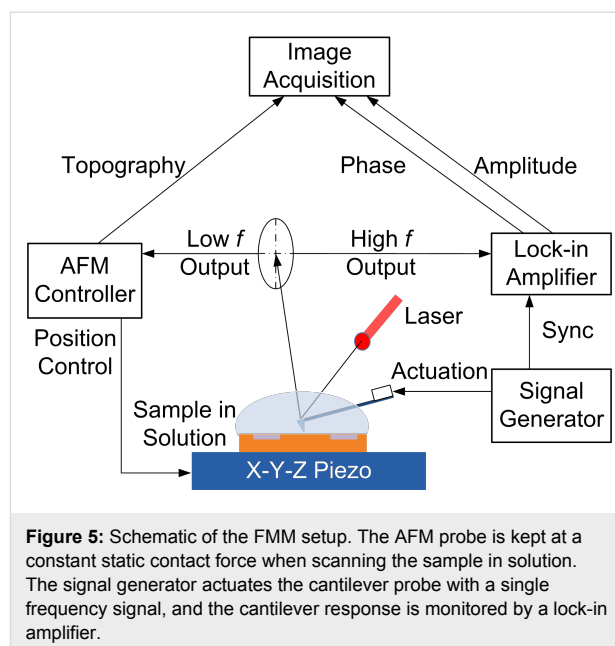 Image
Acquisition
Topography
Phase
Amplitude
Low f
Output
High f
Output
AFM
Controller
Lock-in
Amplifier
Position
Control
Laser
Sync
Actuation
Signal
Generator
Sample in
Solution
X-Y-Z Piezo
Figure 5: Schematic of the FMM setup. The AFM probe is kept at a
constant static contact force when scanning the sample in solution.
The signal generator actuates the cantilever probe with a single
frequency signal, and the cantilever response is monitored by a lock-in
amplifier.